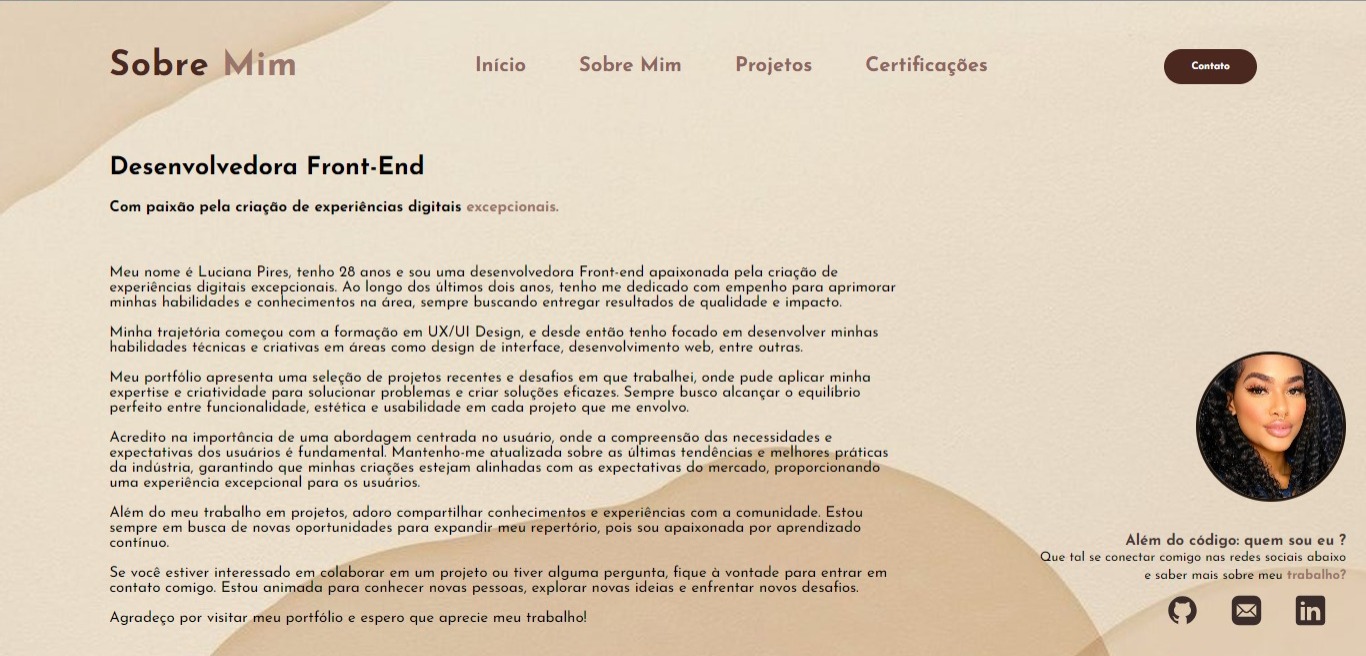 Sobre Mim
Início
Sobre Mim
Projetos
Certificações
Contato
Desenvolvedora Front-End
Com paixão pela criação de experiências digitais excepcionais.
Meu nome é Luciana Pires, tenho 28 anos e sou uma desenvolvedora Front-end apaixonada pela criação de
experiências digitais excepcionais. Ao longo dos últimos dois anos, tenho me dedicado com empenho para aprimorar
minhas habilidades e conhecimentos na área, sempre buscando entregar resultados de qualidade e impacto.
Minha trajetória começou com a formação em UX/UI Design, e desde então tenho focado em desenvolver minhas
habilidades técnicas e criativas em áreas como design de interface, desenvolvimento web, entre outras.
Meu portfólio apresenta uma seleção de projetos recentes e desafios em que trabalhei, onde pude aplicar minha
expertise e criatividade para solucionar problemas e criar soluções eficazes. Sempre busco alcançar o equilíbrio
perfeito entre funcionalidade, estética e usabilidade em cada projeto que me envolvo.
Acredito na importância de uma abordagem centrada no usuário, onde a compreensão das necessidades e
expectativas dos usuários é fundamental. Mantenho-me atualizada sobre as últimas tendências e melhores práticas
da indústria, garantindo que minhas criações estejam alinhadas com as expectativas do mercado, proporcionando
uma experiência excepcional para os usuários.
Além do meu trabalho em projetos, adoro compartilhar conhecimentos e experiências com a comunidade. Estou
sempre em busca de novas oportunidades para expandir meu repertório, pois sou apaixonada por aprendizado
contínuo.
Se você estiver interessado em colaborar em um projeto ou tiver alguma pergunta, fique à vontade para entrar em
contato comigo. Estou animada para conhecer novas pessoas, explorar novas ideias e enfrentar novos desafios.
Agradeço por visitar meu portfólio e espero que aprecie meu trabalho!
Além do código: quem sou eu ?
Que tal se conectar comigo nas redes sociais abaixo
e saber mais sobre meu trabalho?
in